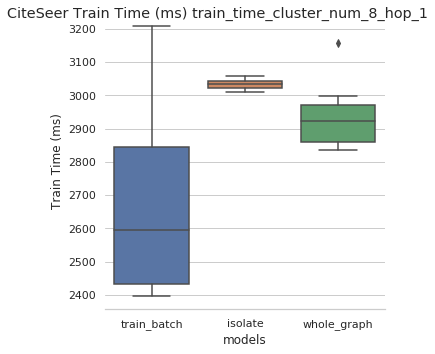 CiteSeer Train Time (ms) train_time_cluster_num_8_hop_1
3200
3100
3000
2900
2800
2700
2600
2500
2400
Train Time (ms)
train_batch isolate whole_graph
models